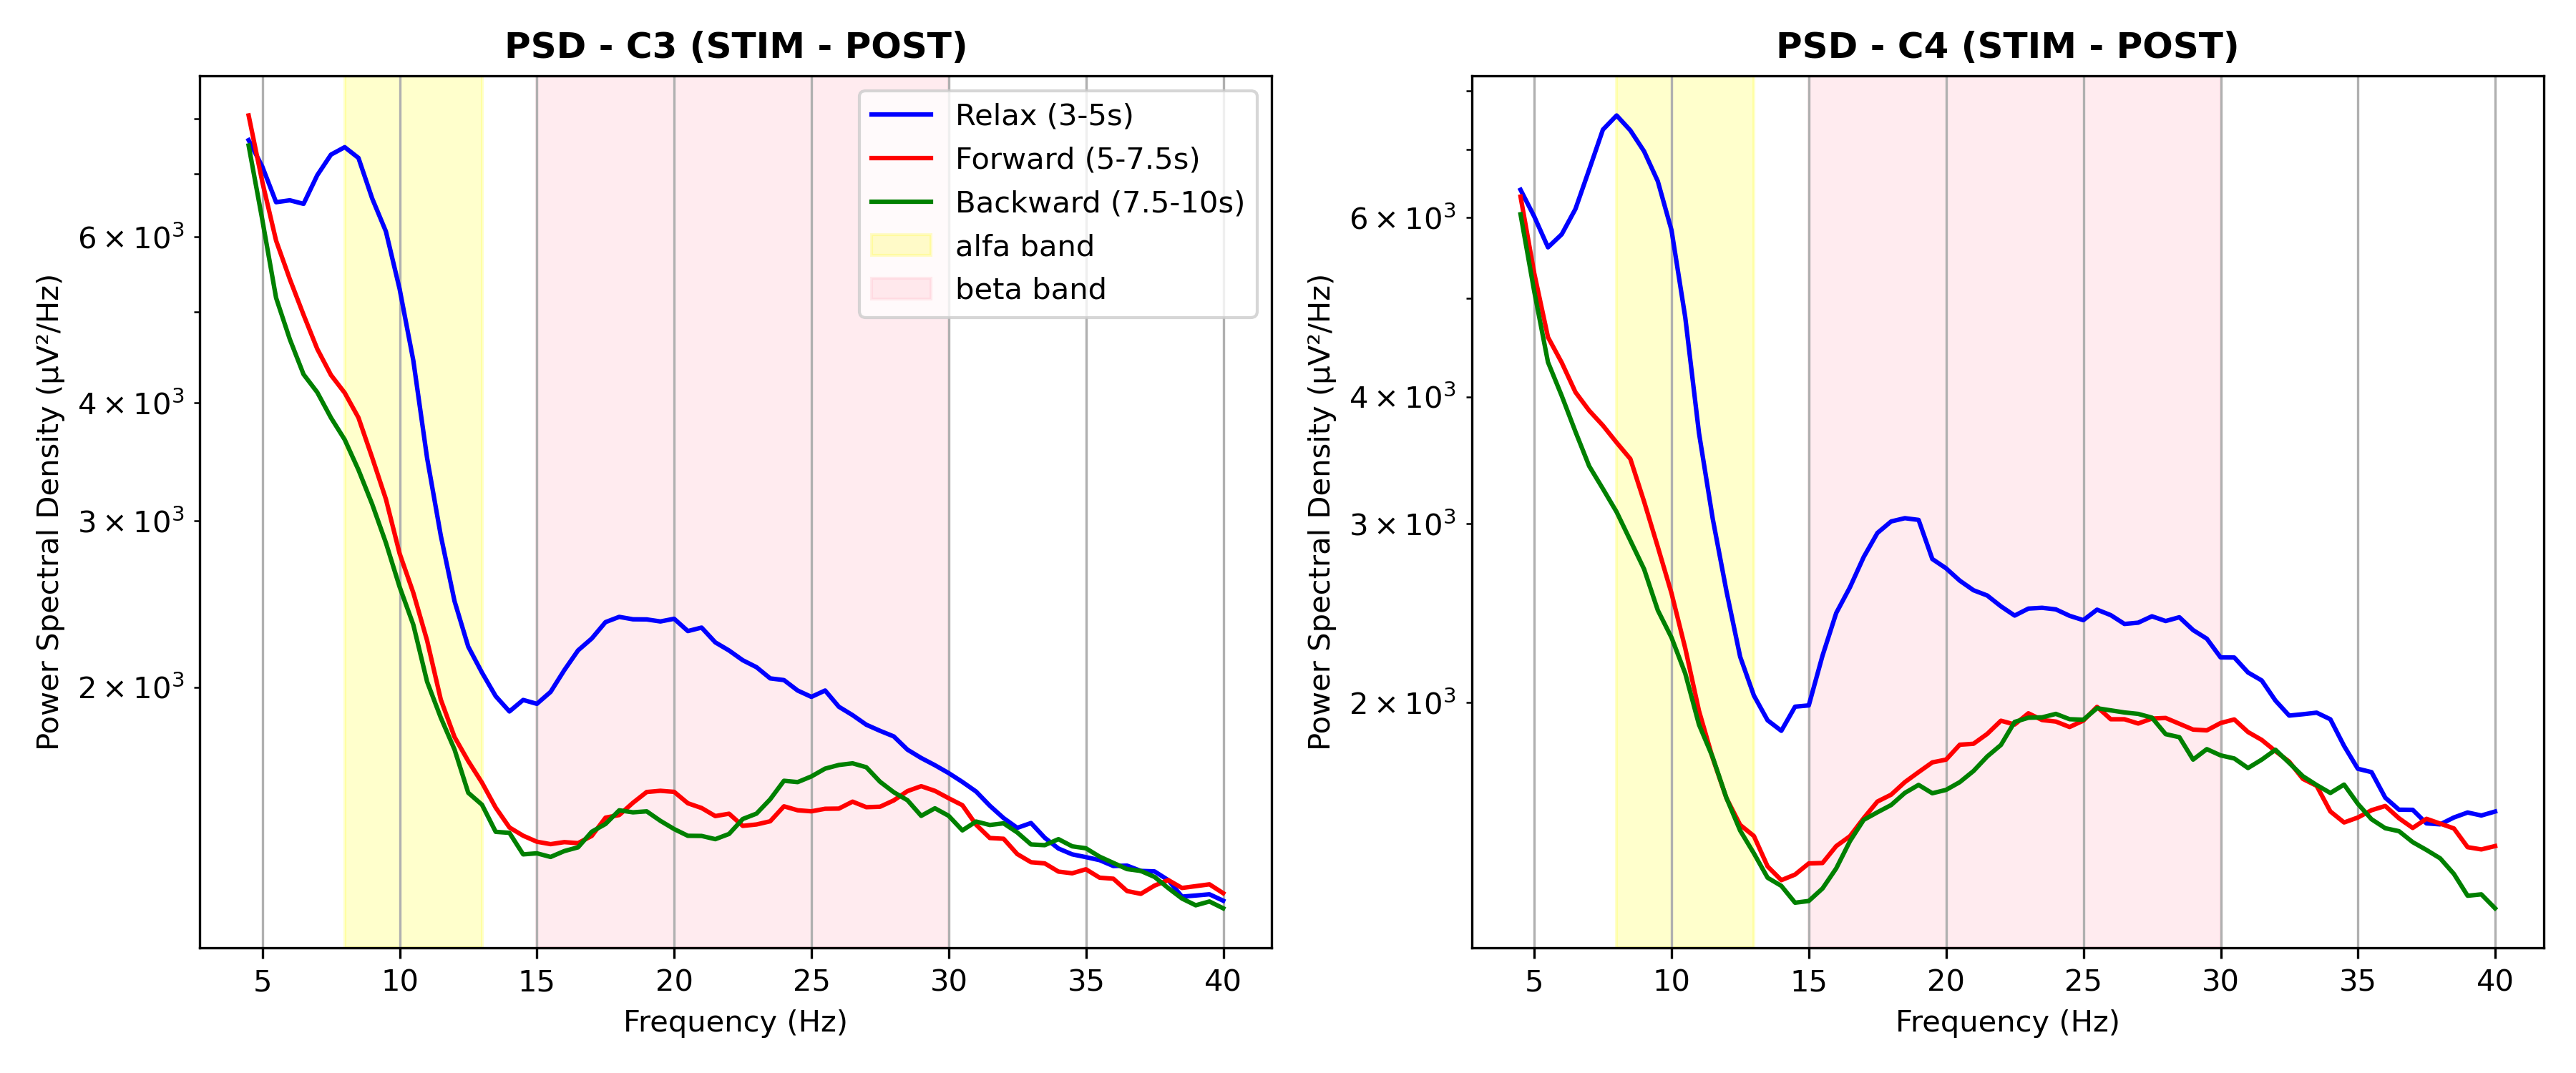 PSD - C3 (STIM - POST)
Power Spectral Density (µV²/Hz)
6 × 10³
4 × 10³
3 × 10³
2 × 10³
Relax (3-5s)
Forward (5-7.5s)
Backward (7.5-10s)
alfa band
beta band
5 10 15 20 25 30 35 40
Frequency (Hz)
PSD - C4 (STIM - POST)
Power Spectral Density (µV²/Hz)
6 × 10³
4 × 10³
3 × 10³
2 × 10³
5 10 15 20 25 30 35 40
Frequency (Hz)